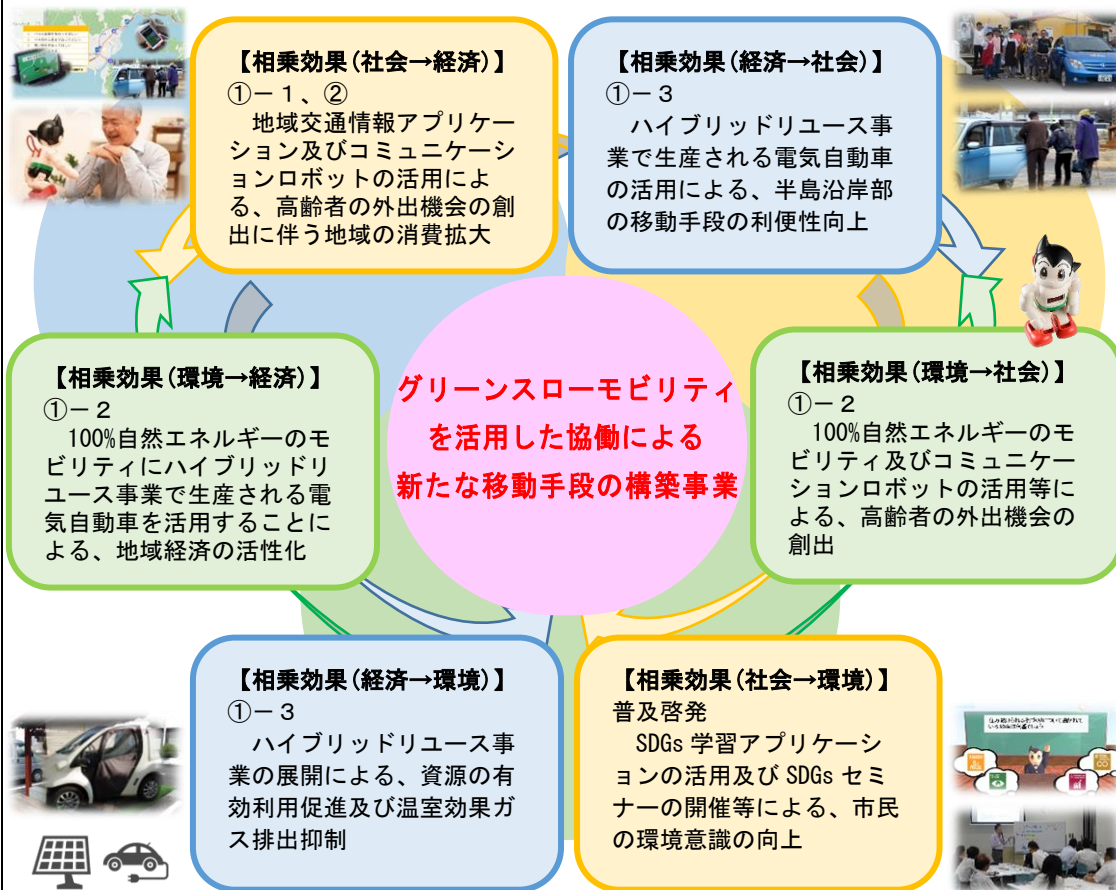 【相乗効果(社会→経済)】
①－1、②
地域交通情報アプリケー
ション及びコミュニケーシ
ョンロボットの活用によ
る、高齢者の外出機会の創
出に伴う地域の消費拡大
【相乗効果(経済→社会)】
①－3
ハイブリッドリユース事
業で生産される電気自動車
の活用による、半島沿岸部
の移動手段の利便性向上
【相乗効果(環境→経済)】
①－2
100%自然エネルギーのモ
ビリティにハイブリッドリ
ユース事業で生産される電
気自動車を活用することに
よる、地域経済の活性化
グリーンスローモビリティ
を活用した協働による
新たな移動手段の構築事業
【相乗効果(環境→社会)】
①－2
100%自然エネルギーのモ
ビリティ及びコミュニケー
ションロボットの活用等に
よる、高齢者の外出機会の
創出
【相乗効果(経済→環境)】
①－3
ハイブリッドリユース事
業の展開による、資源の有
効利用促進及び温室効果ガ
ス排出抑制
【相乗効果(社会→環境)】
普及啓発
SDGs 学習アプリケーシ
ョンの活用及び SDGs セミ
ナーの開催等による、市民
の環境意識の向上